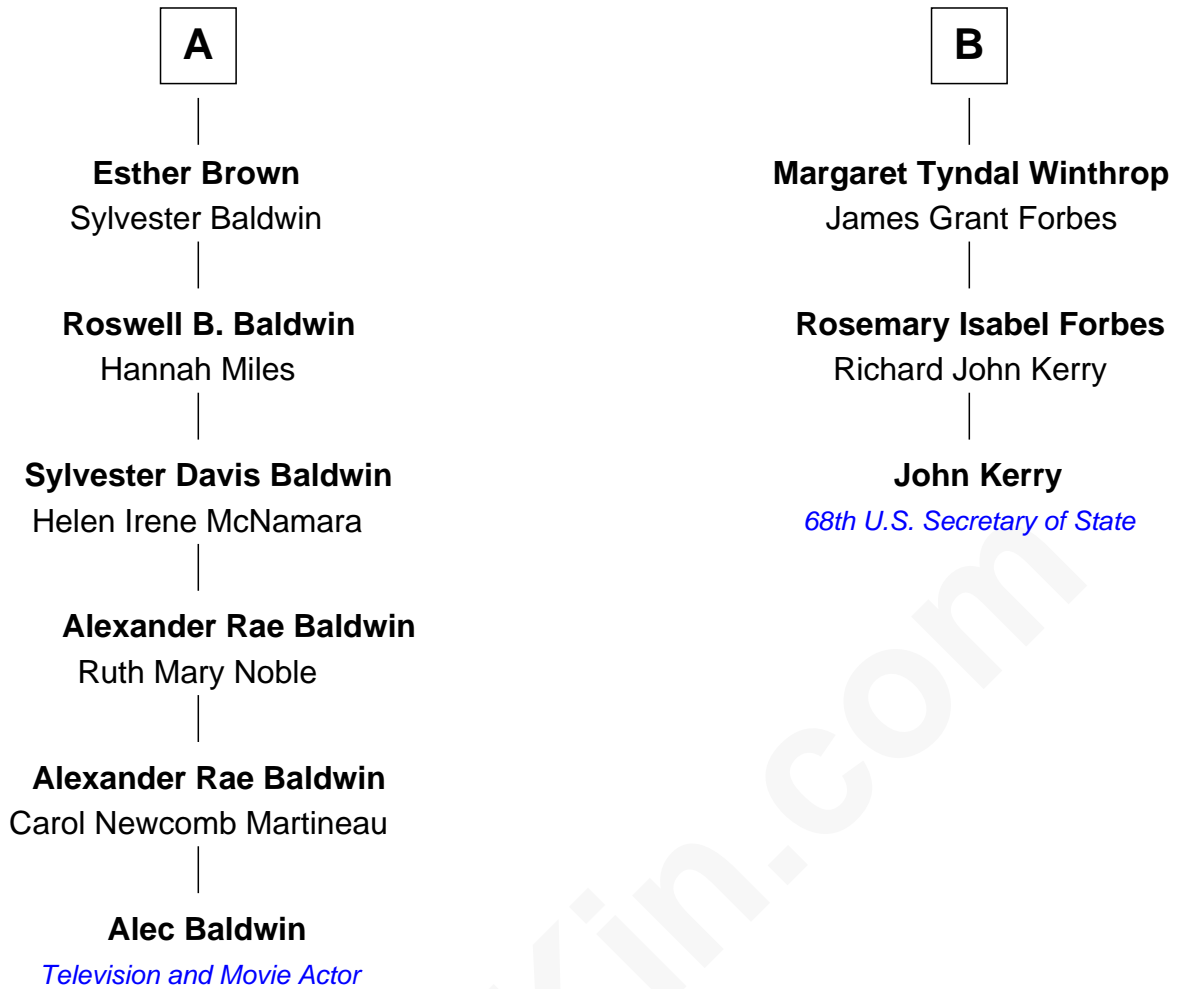 A
Esther Brown
Sylvester Baldwin
Roswell B. Baldwin
Hannah Miles
Sylvester Davis Baldwin
Helen Irene McNamara
Alexander Rae Baldwin
Ruth Mary Noble
Alexander Rae Baldwin
Carol Newcomb Martineau
Alec Baldwin
Television and Movie Actor
B
Margaret Tyndal Winthrop
James Grant Forbes
Rosemary Isabel Forbes
Richard John Kerry
John Kerry
68th U.S. Secretary of State